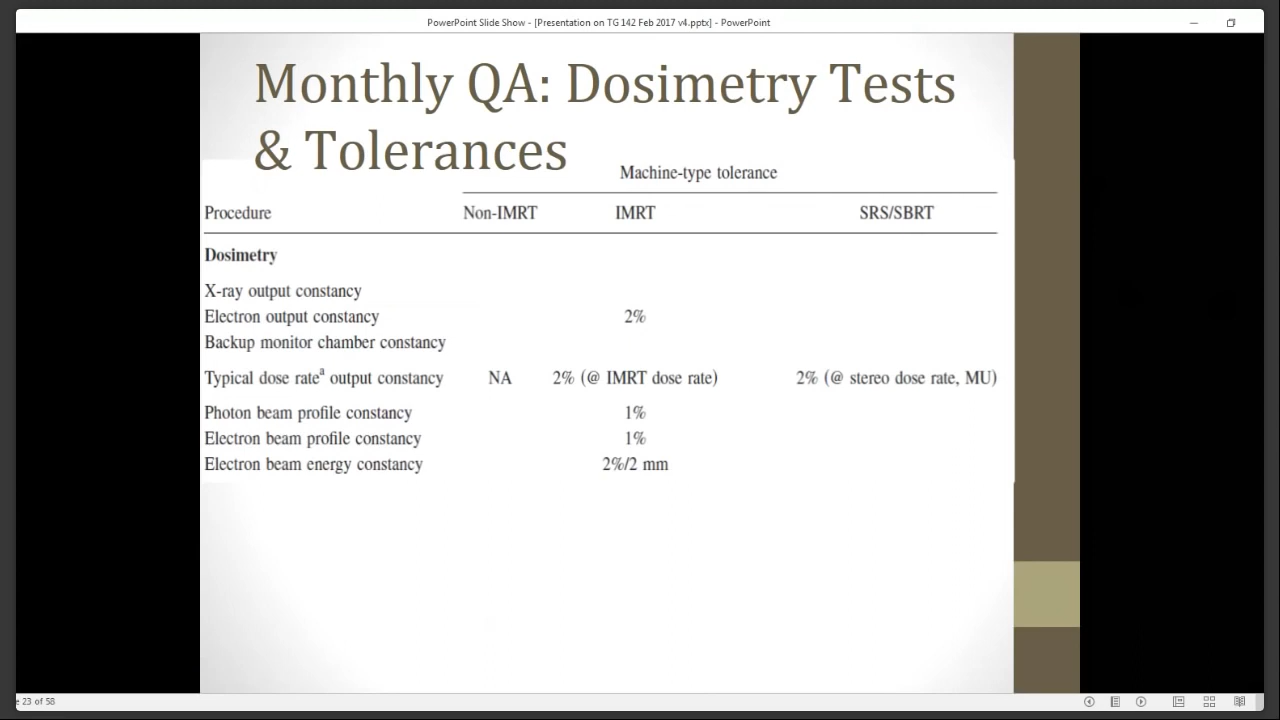 PowerPoint Slide Show - [Presentation on TG 142 Feb 2017 v4.pptx] - PowerPoint
Monthly QA: Dosimetry Tests
& Tolerances
Machine-type tolerance
Procedure Non-IMRT IMRT SRS/SBRT
Dosimetry
X-ray output constancy
Electron output constancy 2%
Backup monitor chamber constancy
Typical dose rateᵃ output constancy NA 2% (@ IMRT dose rate) 2% (@ stereo dose rate, MU)
Photon beam profile constancy 1%
Electron beam profile constancy 1%
Electron beam energy constancy 2%/2 mm
e 23 of 58